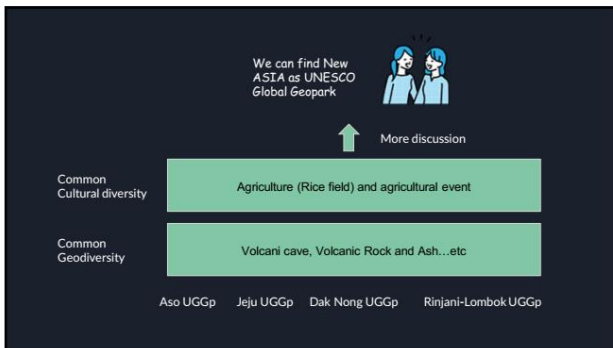 We can find New
ASIA as UNESCO
Global Geopark
More discussion
Common
Cultural diversity
Agriculture (Rice field) and agricultural event
Common
Geodiversity
Volcani cave, Volcanic Rock and Ash...etc
Aso UGGp Jeju UGGp Dak Nong UGGp Rinjani-Lombok UGGp